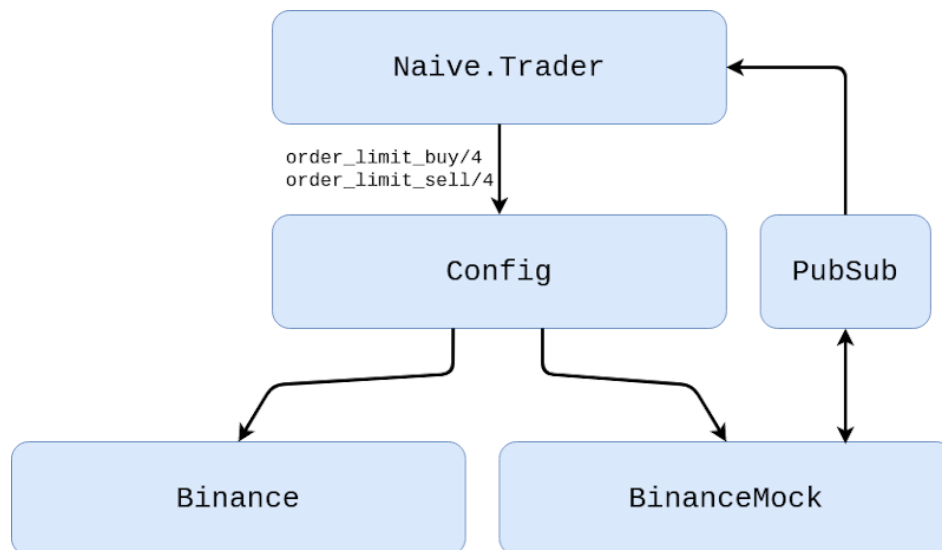 Naive.Trader
order_limit_buy/4
order_limit_sell/4
Config
PubSub
Binance
BinanceMock